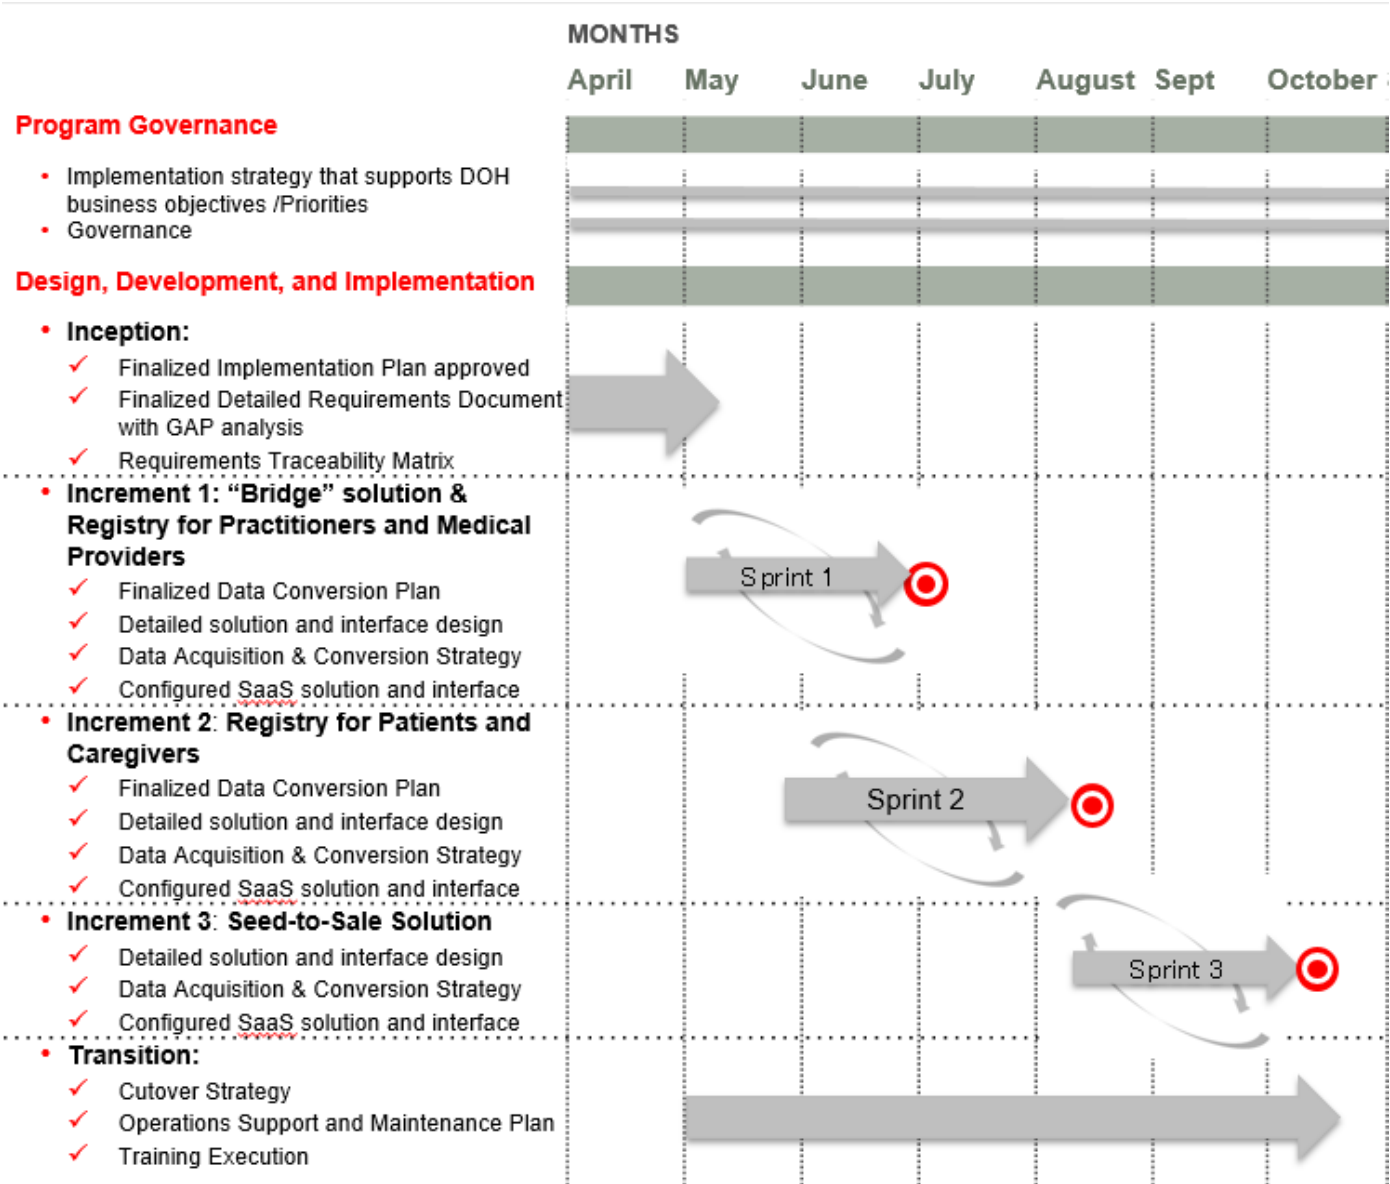 MONTHS
April May June July August Sept October
Program Governance
• Implementation strategy that supports DOH
business objectives /Priorities
• Governance
Design, Development, and Implementation
• Inception:
✓ Finalized Implementation Plan approved
✓ Finalized Detailed Requirements Document
with GAP analysis
✓ Requirements Traceability Matrix
• Increment 1: “Bridge” solution &
Registry for Practitioners and Medical
Providers
✓ Finalized Data Conversion Plan
✓ Detailed solution and interface design
✓ Data Acquisition & Conversion Strategy
✓ Configured SaaS solution and interface
Sprint 1
• Increment 2: Registry for Patients and
Caregivers
✓ Finalized Data Conversion Plan
✓ Detailed solution and interface design
✓ Data Acquisition & Conversion Strategy
✓ Configured SaaS solution and interface
Sprint 2
• Increment 3: Seed-to-Sale Solution
✓ Detailed solution and interface design
✓ Data Acquisition & Conversion Strategy
✓ Configured SaaS solution and interface
Sprint 3
• Transition:
✓ Cutover Strategy
✓ Operations Support and Maintenance Plan
✓ Training Execution